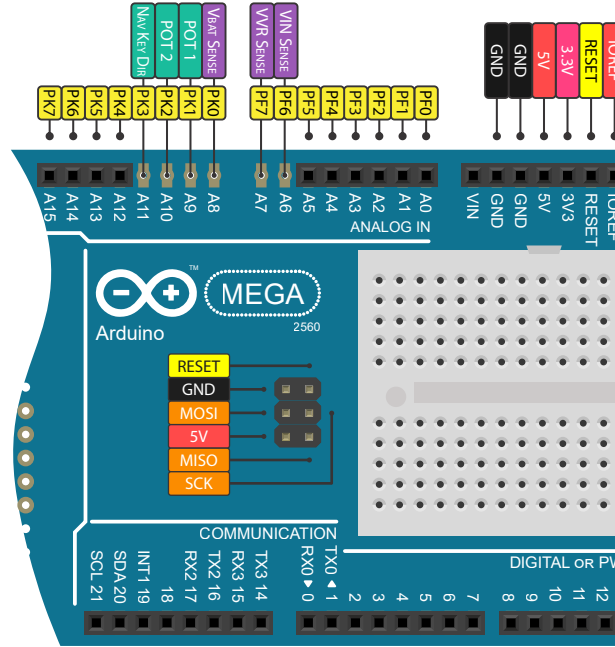 NAV KEY DIR
POT 2
POT 1
VBAT SENSE
VVR SENSE
VIN SENSE
GND
GND
5V
3.3V
RESET
IOREF
PK7
PK6
PK5
PK4
PK3
PK2
PK1
PK0
PF7
PF6
PF5
PF4
PF3
PF2
PF1
PF0
A15
A14
A13
A12
A11
A10
A9
A8
A7
A6
A5
A4
A3
A2
A1
A0
VIN
GND
GND
5V
3V3
RESET
IOREF
ANALOG IN
TM
MEGA
2560
Arduino
RESET
GND
MOSI
5V
MISO
SCK
COMMUNICATION
DIGITAL OR PW
SCL 21
SDA 20
INT1 19
18
RX2 17
TX2 16
RX3 15
TX3 14
RX0 ▶ 0
TX0 ◀ 1
2
3
4
5
6
7
8
9
10
11
12